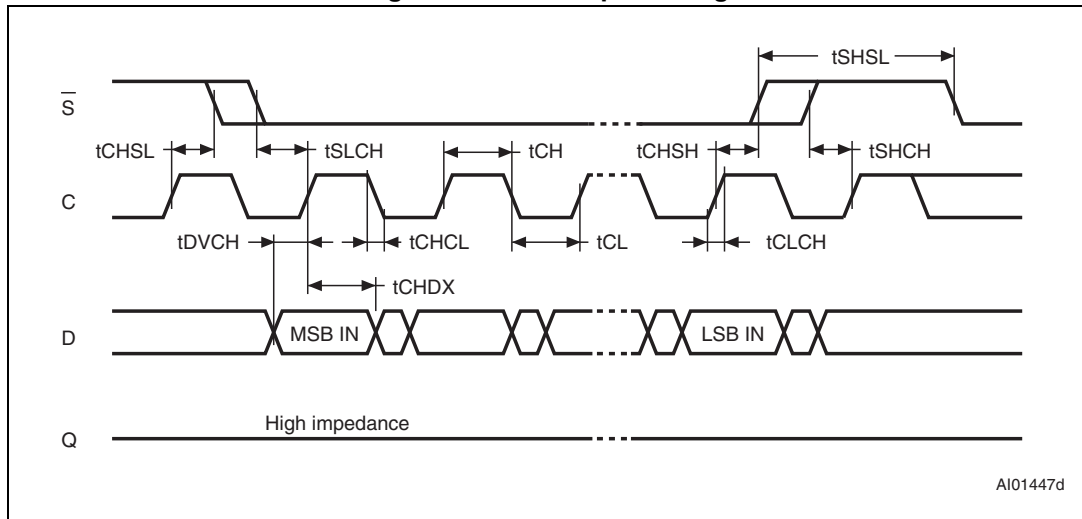 tSHSL
S
tCHSL
tSLCH
tCH
tCHSH
tSHCH
C
tDVCH
tCHCL
tCL
tCLCH
tCHDX
D
MSB IN
LSB IN
High impedance
Q
AI01447d